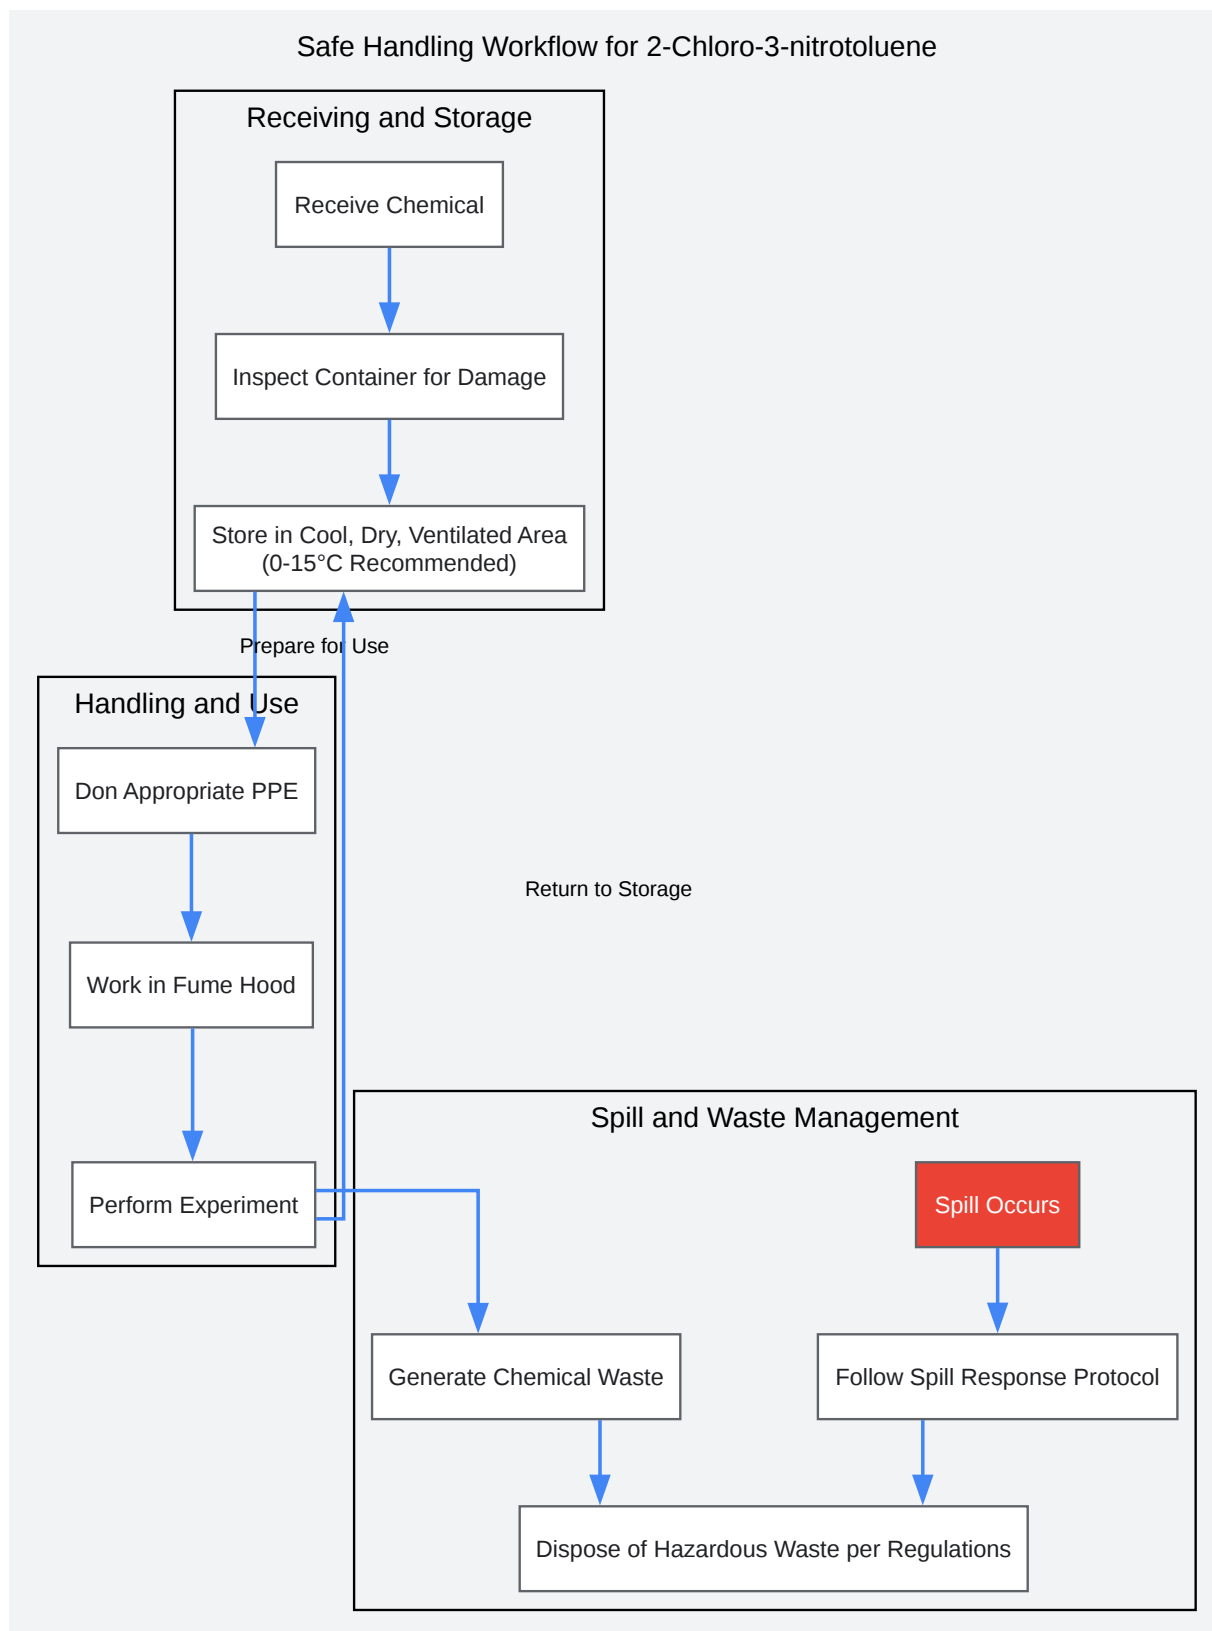 Safe Handling Workflow for 2-Chloro-3-nitrotoluene
Receiving and Storage
Receive Chemical
Inspect Container for Damage
Store in Cool, Dry, Ventilated Area
(0-15°C Recommended)
Prepare for Use
Handling and Use
Don Appropriate PPE
Return to Storage
Work in Fume Hood
Spill and Waste Management
Perform Experiment
Spill Occurs
Generate Chemical Waste
Follow Spill Response Protocol
Dispose of Hazardous Waste per Regulations